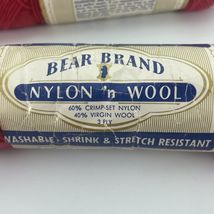 BEAR BRAND
NYLON 'n WOOL
60% CRIMP-SET NYLON
40% VIRGIN WOOL
3 PLY
WASHABLE · SHRINK & STRETCH RESISTANT